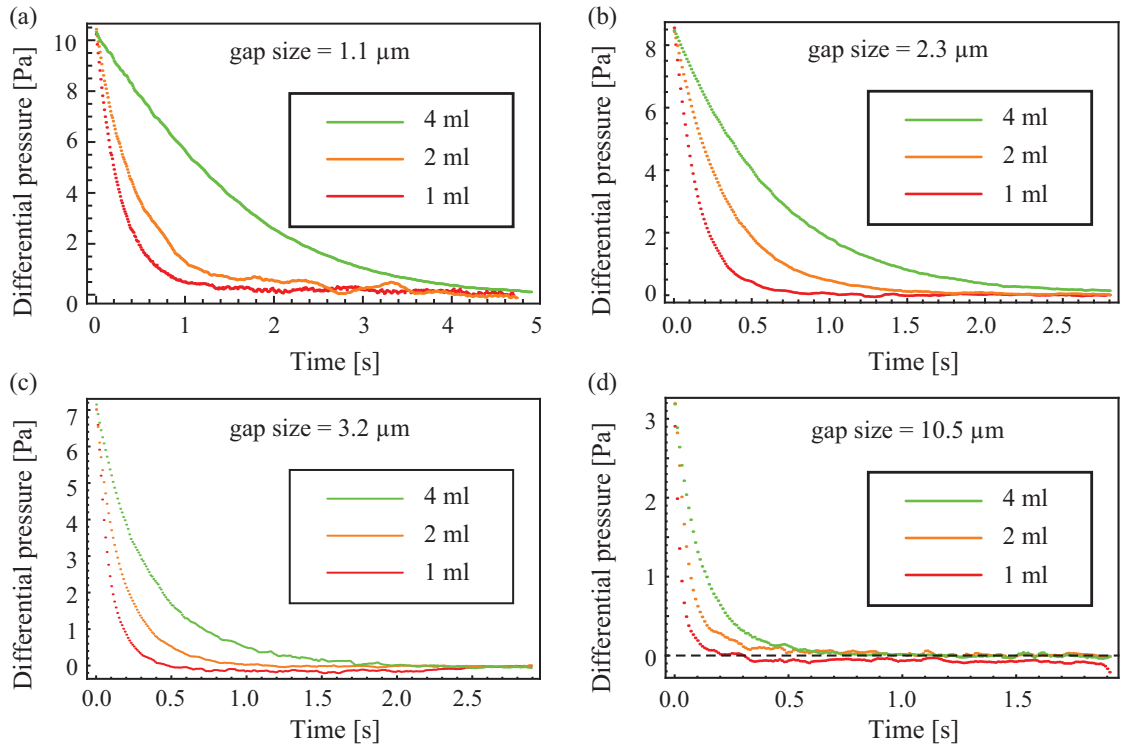 (a)
Differential pressure [Pa]
10
8
6
4
2
0
gap size = 1.1 µm
4 ml
2 ml
1 ml
0 1 2 3 4 5
Time [s]
(b)
Differential pressure [Pa]
8
6
4
2
0
gap size = 2.3 µm
4 ml
2 ml
1 ml
0.0 0.5 1.0 1.5 2.0 2.5
Time [s]
(c)
Differential pressure [Pa]
7
6
5
4
3
2
1
0
gap size = 3.2 µm
4 ml
2 ml
1 ml
0.0 0.5 1.0 1.5 2.0 2.5
Time [s]
(d)
Differential pressure [Pa]
3
2
1
0
gap size = 10.5 µm
4 ml
2 ml
1 ml
0.0 0.5 1.0 1.5
Time [s]